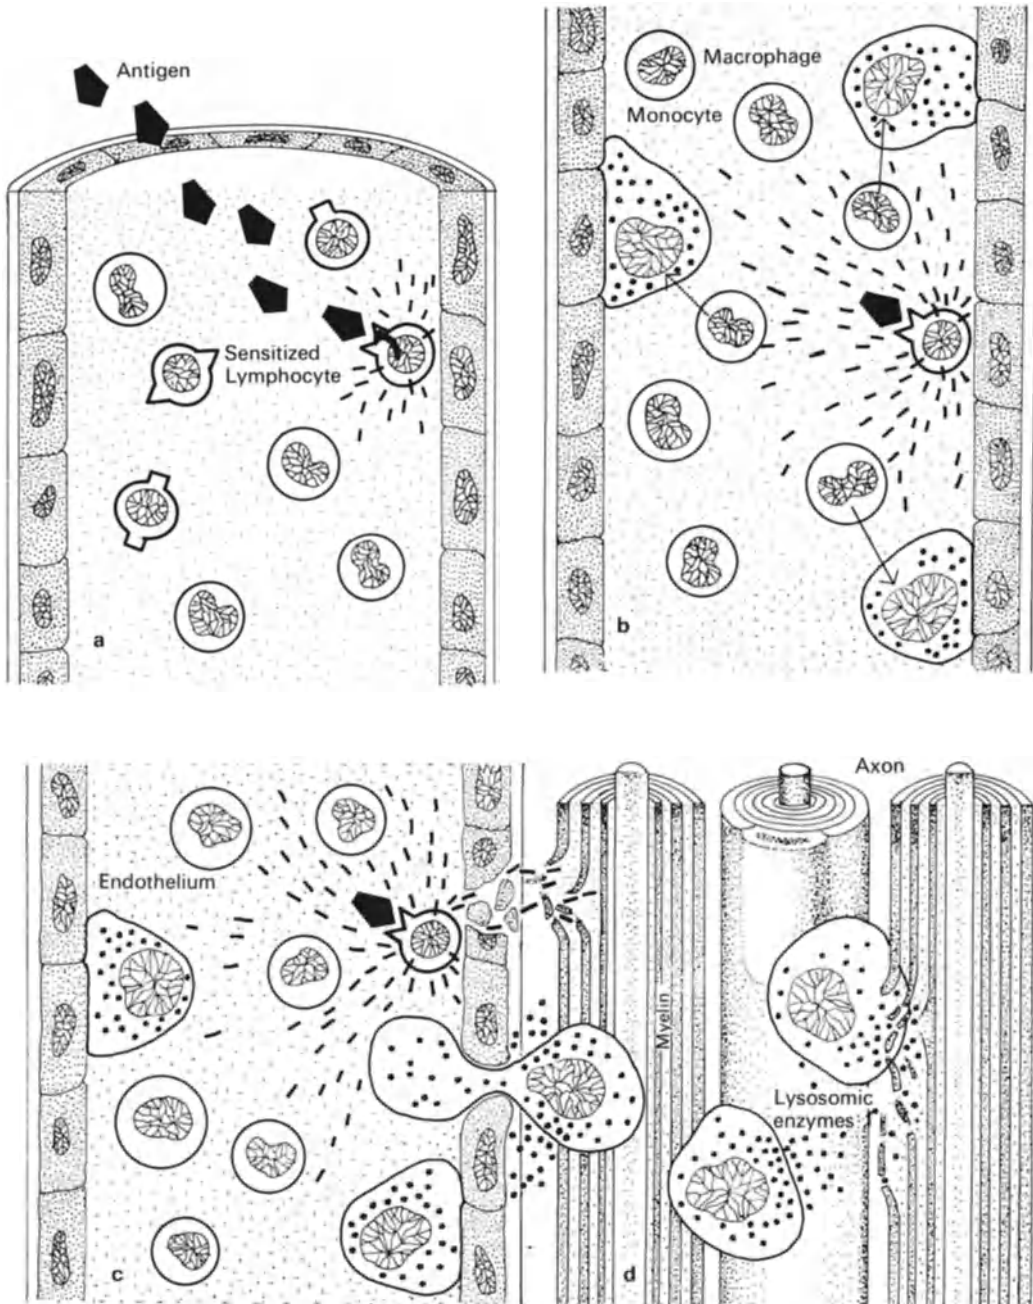 Antigen
Sensitized
Lymphocyte
a
Macrophage
Monocyte
b
Endothelium
c
Axon
Myelin
Lysosomic
enzymes
d